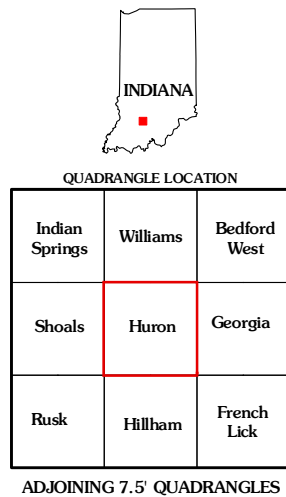 INDIANA
QUADRANGLE LOCATION
Indian
Springs
Williams
Bedford
West
Shoals
Huron
Georgia
Rusk
Hillham
French
Lick
ADJOINING 7.5' QUADRANGLES